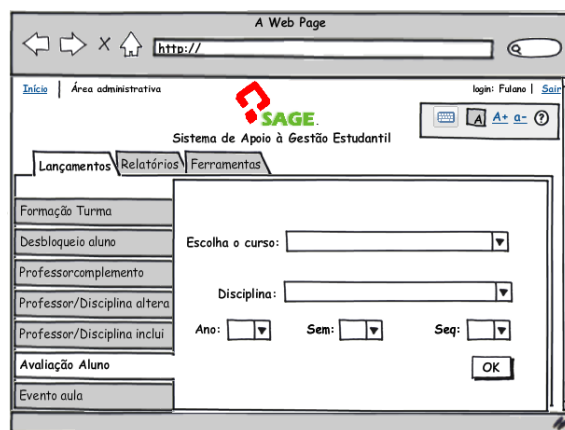 A Web Page
http://
Início | Área administrativa
login: Fulano | Sair
SAGE.
A A+ a- ?
Sistema de Apoio à Gestão Estudantil
Lançamentos Relatórios Ferramentas
Formação Turma
Desbloqueio aluno
Escolha o curso:
Professorcomplemento
Professor/Disciplina altera
Disciplina:
Professor/Disciplina inclui
Ano: Sem: Seq:
Avaliação Aluno
OK
Evento aula